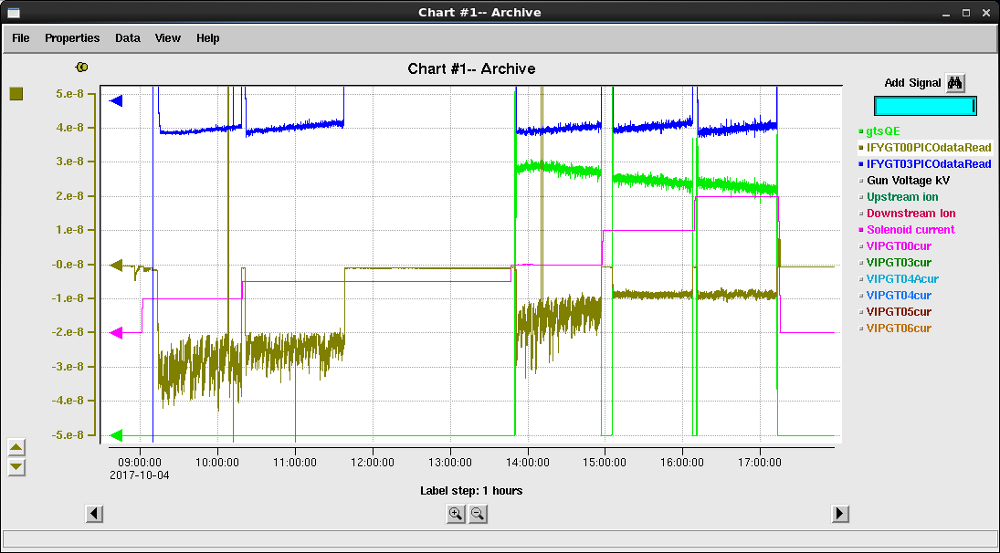 Chart #1-- Archive
File Properties Data View Help
Chart #1-- Archive
Add Signal
5.e-8
4.e-8
3.e-8
2.e-8
1.e-8
-0.e-8
-1.e-8
-2.e-8
-3.e-8
-4.e-8
-5.e-8
gtsQE
IFYGT00PICOdataRead
IFYGT03PICOdataRead
Gun Voltage kV
Upstream ion
Downstream Ion
Solenoid current
VIPGT00cur
VIPGT03cur
VIPGT04Acur
VIPGT04cur
VIPGT05cur
VIPGT06cur
09:00:00 10:00:00 11:00:00 12:00:00 13:00:00 14:00:00 15:00:00 16:00:00 17:00:00
2017-10-04
Label step: 1 hours